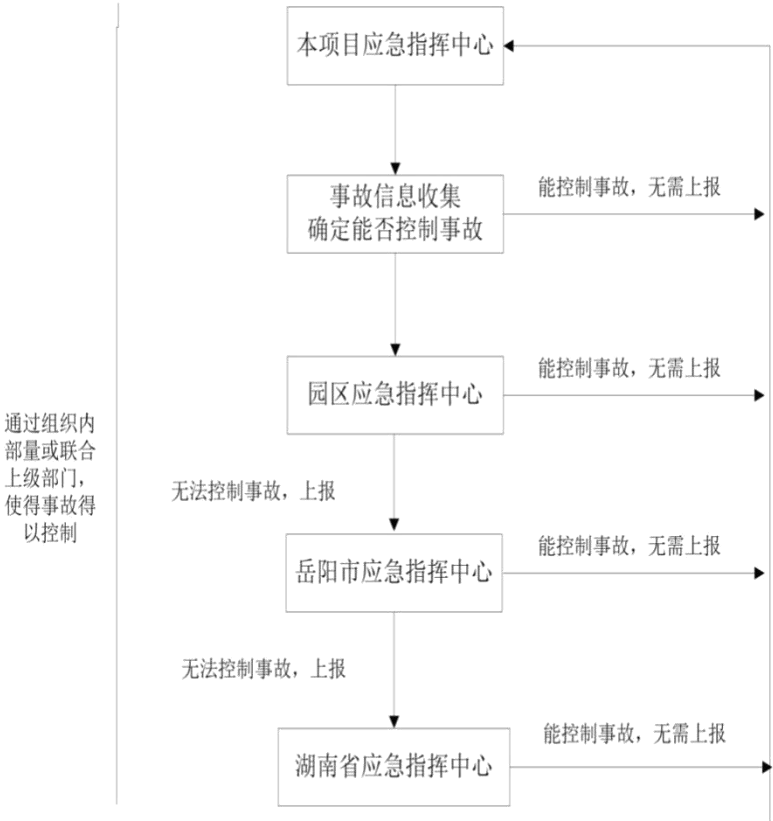 本项目应急指挥中心
事故信息收集
确定能否控制事故
能控制事故，无需上报
园区应急指挥中心
能控制事故，无需上报
通过组织内
部量或联合
上级部门，
使得事故得
以控制
无法控制事故，上报
岳阳市应急指挥中心
能控制事故，无需上报
无法控制事故，上报
湖南省应急指挥中心
能控制事故，无需上报